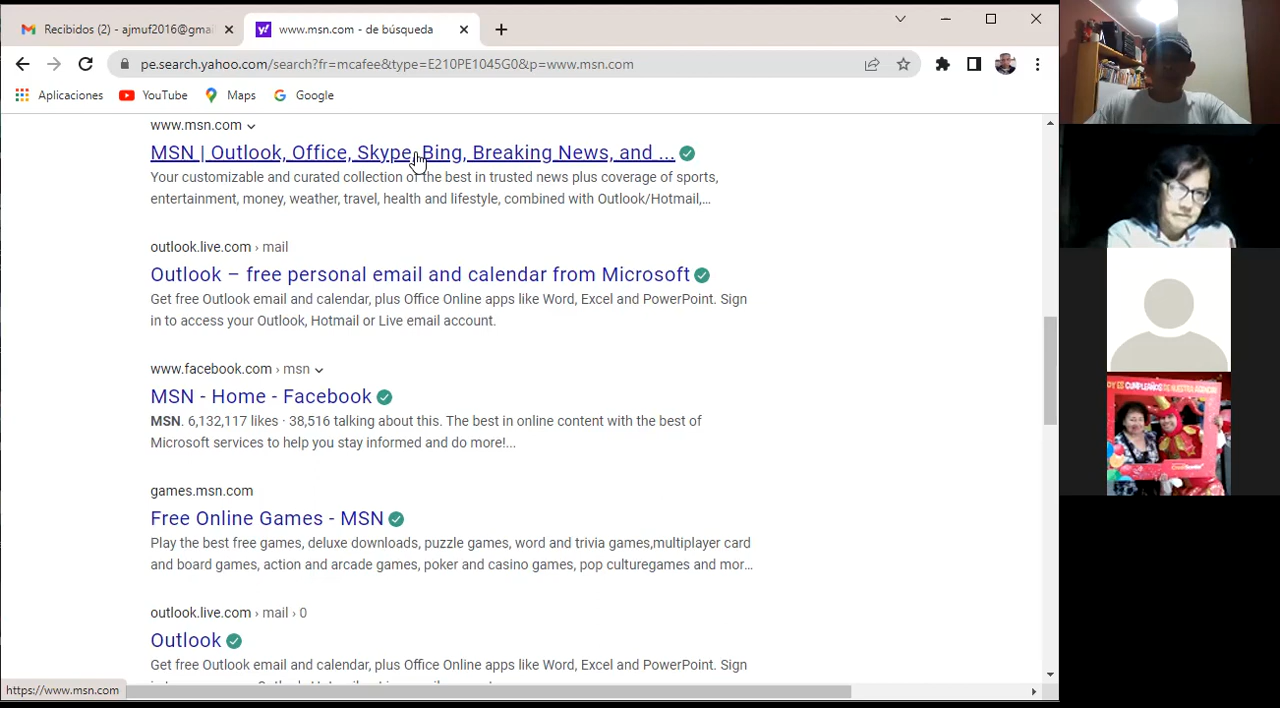 Recibidos (2) - ajmuf2016@gmai
www.msn.com - de búsqueda
pe.search.yahoo.com/search?fr=mcafee&type=E210PE1045G0&p=www.msn.com
Aplicaciones
YouTube
Maps
Google
www.msn.com
MSN | Outlook, Office, Skype, Bing, Breaking News, and ...
Your customizable and curated collection of the best in trusted news plus coverage of sports,
entertainment, money, weather, travel, health and lifestyle, combined with Outlook/Hotmail,...
outlook.live.com › mail
Outlook – free personal email and calendar from Microsoft
Get free Outlook email and calendar, plus Office Online apps like Word, Excel and PowerPoint. Sign
in to access your Outlook, Hotmail or Live email account.
www.facebook.com › msn
MSN - Home - Facebook
MSN. 6,132,117 likes · 38,516 talking about this. The best in online content with the best of
Microsoft services to help you stay informed and do more!...
games.msn.com
Free Online Games - MSN
Play the best free games, deluxe downloads, puzzle games, word and trivia games,multiplayer card
and board games, action and arcade games, poker and casino games, pop culturegames and mor...
outlook.live.com › mail › 0
Outlook
Get free Outlook email and calendar, plus Office Online apps like Word, Excel and PowerPoint. Sign
https://www.msn.com
OY ES CUMPLEAÑOS DE NUESTRA AGENCIA